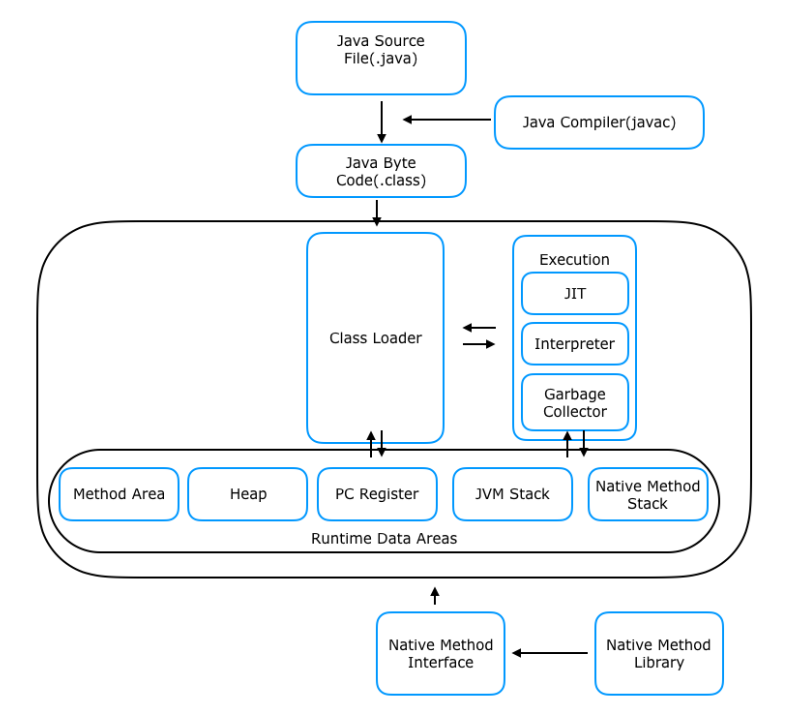 Java Source
File(.java)
Java Compiler(javac)
Java Byte
Code(.class)
Class Loader
Execution
JIT
Interpreter
Garbage
Collector
Method Area
Heap
PC Register
JVM Stack
Native Method
Stack
Runtime Data Areas
Native Method
Interface
Native Method
Library